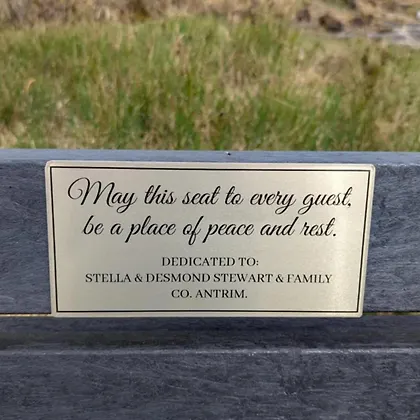 May this seat to every guest,
be a place of peace and rest.
DEDICATED TO:
STELLA & DESMOND STEWART & FAMILY
CO. ANTRIM.